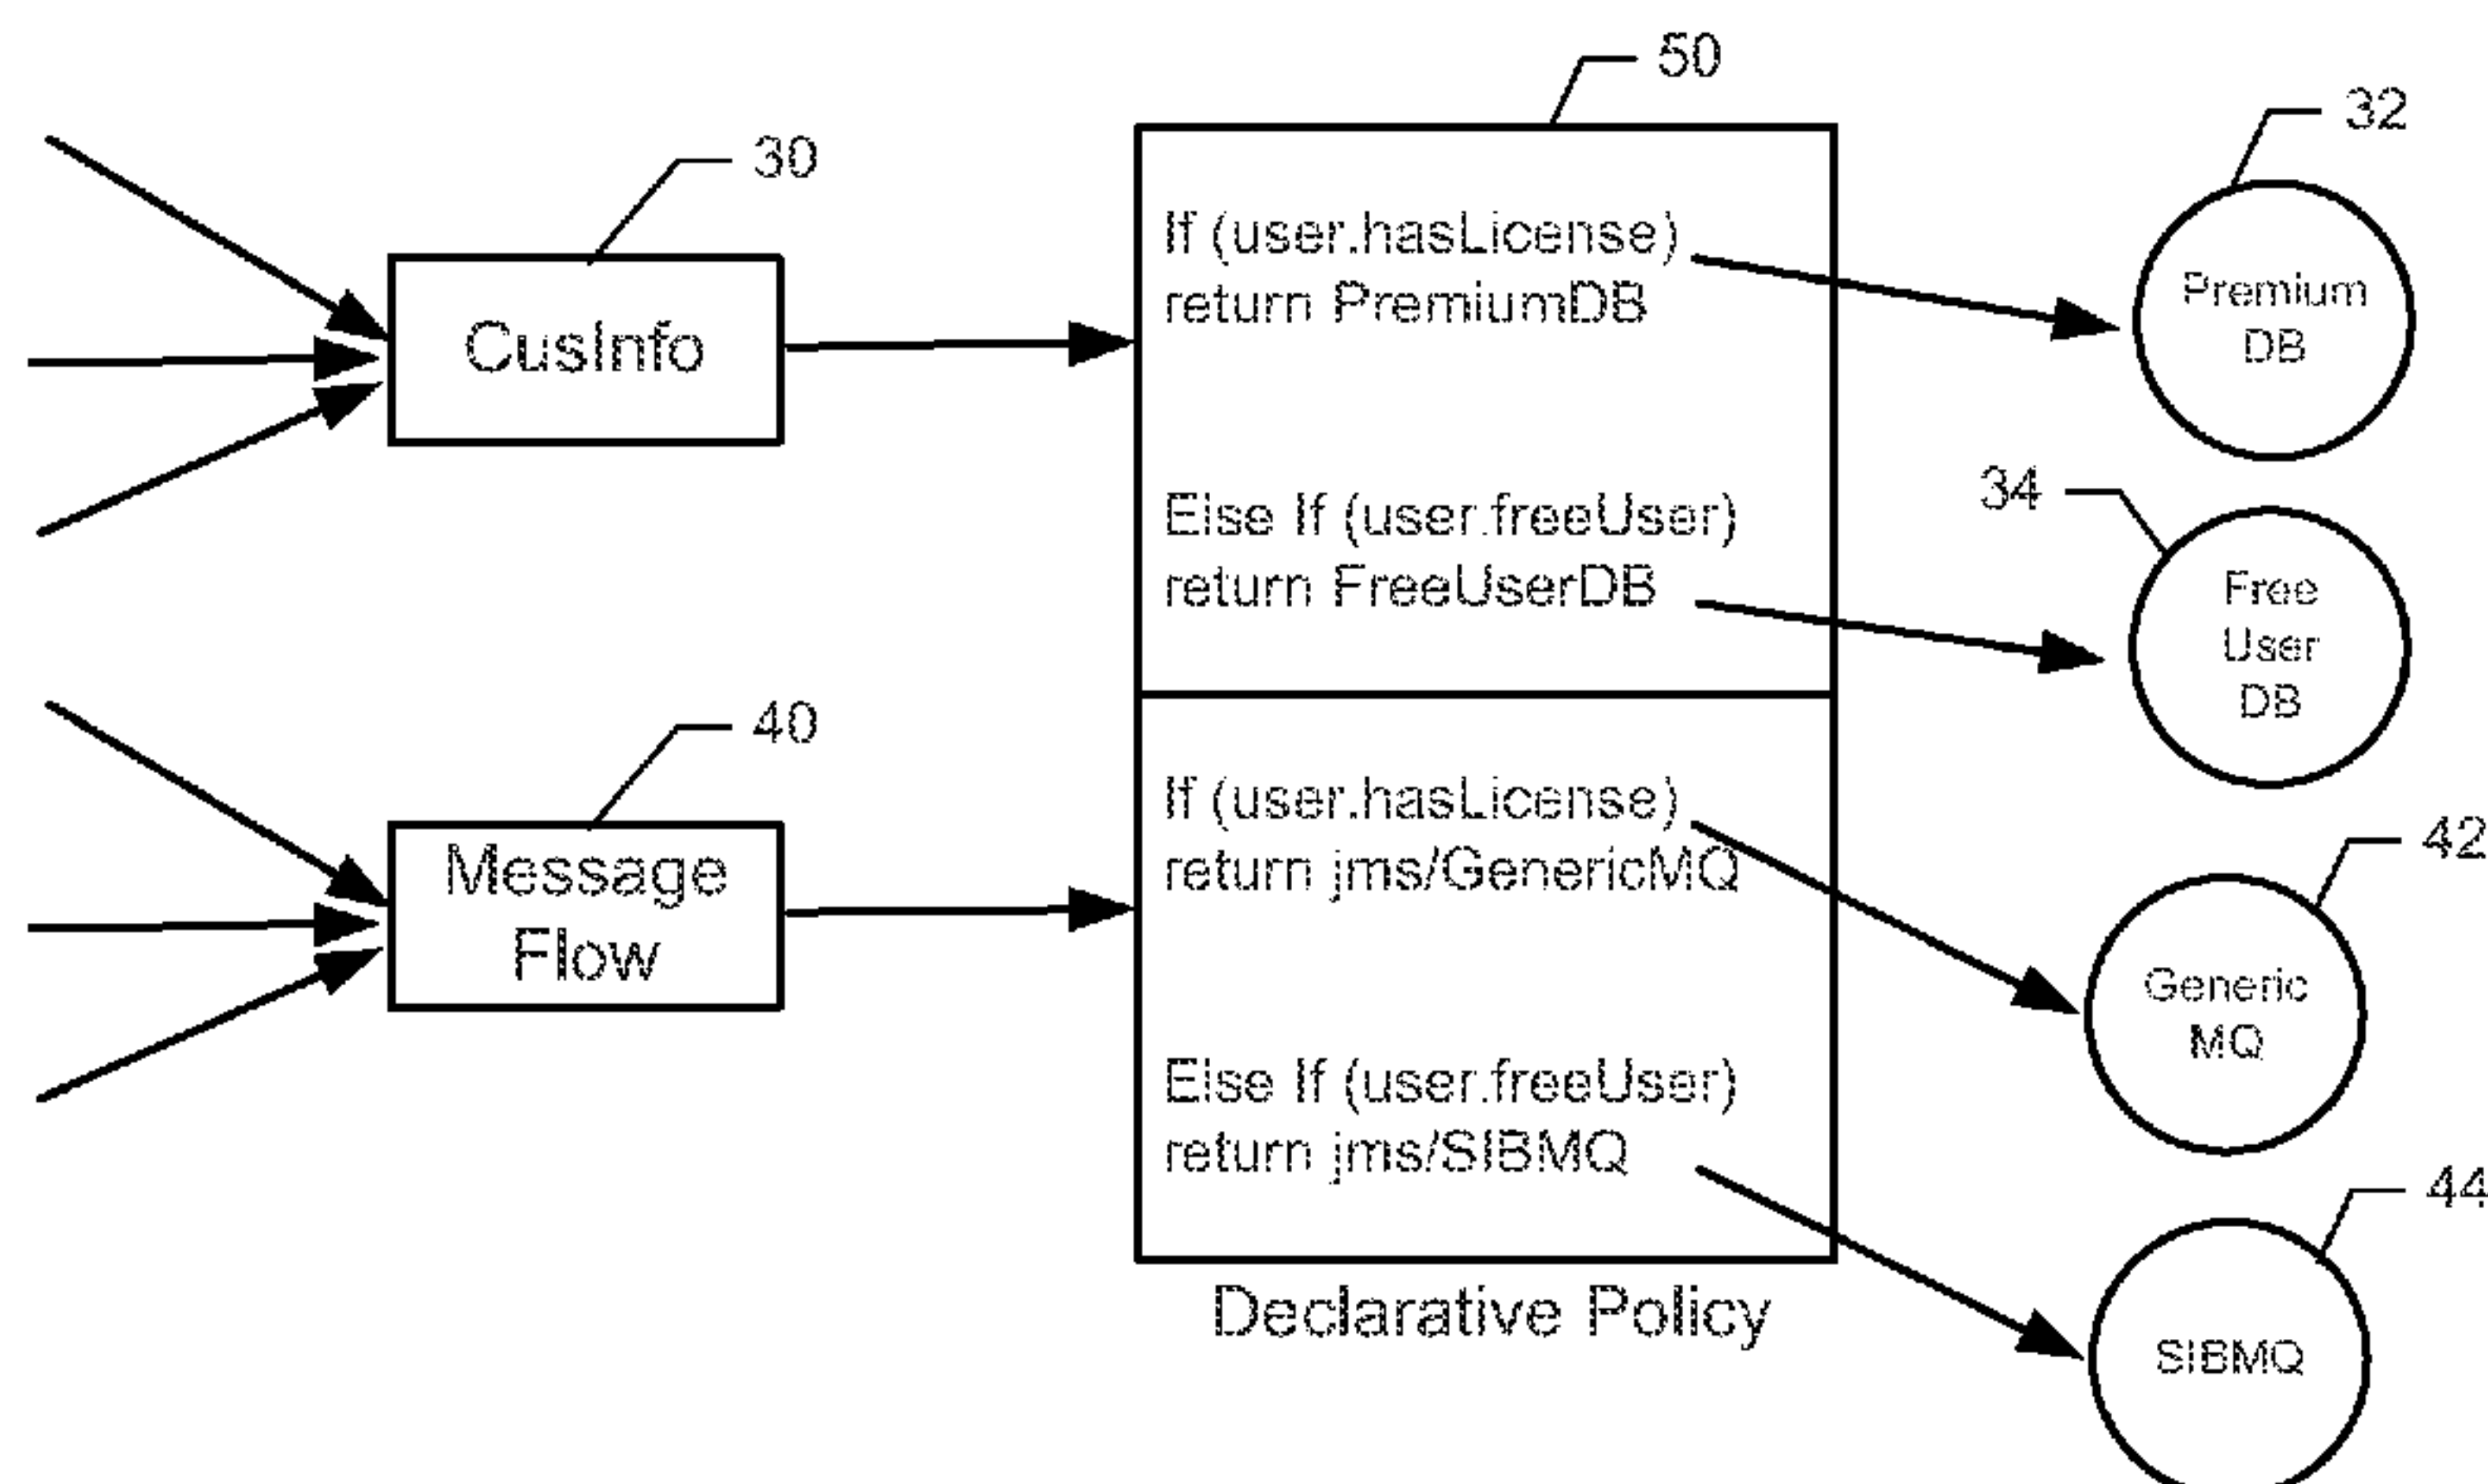 50
32
30
If (user.hasLicense)
return PremiumDB
Premium
DB
CusInfo
34
Else If (user.freeUser)
return FreeUserDB
Free
User
DB
40
If (user.hasLicense)
return jms/GenericMQ
42
Message
Flow
Generic
MQ
Else If (user.freeUser)
return jms/SIBMQ
44
SIBMQ
Declarative Policy